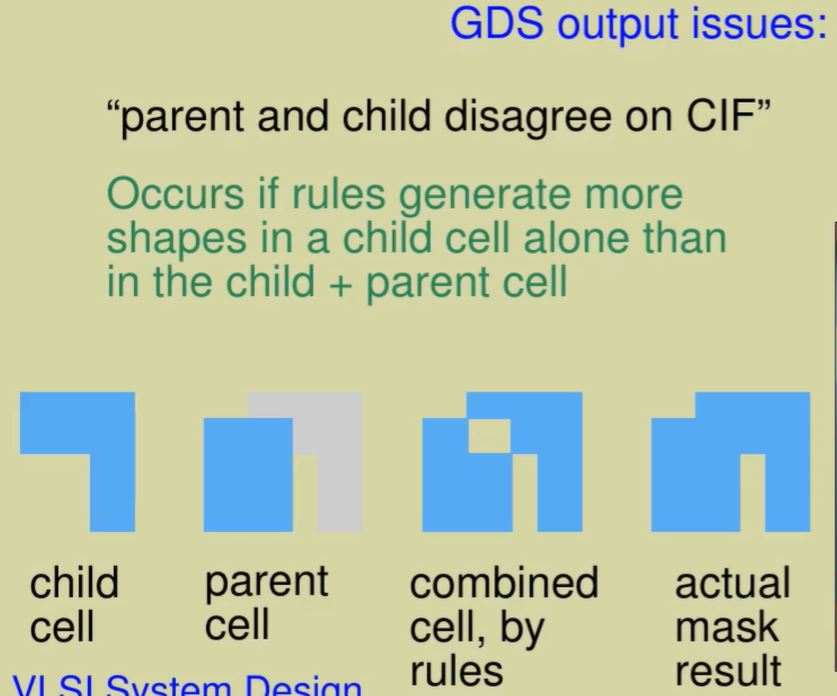 GDS output issues:
“parent and child disagree on CIF”
Occurs if rules generate more
shapes in a child cell alone than
in the child + parent cell
child
cell
parent
cell
combined
cell, by
rules
actual
mask
result
VLSI System Design